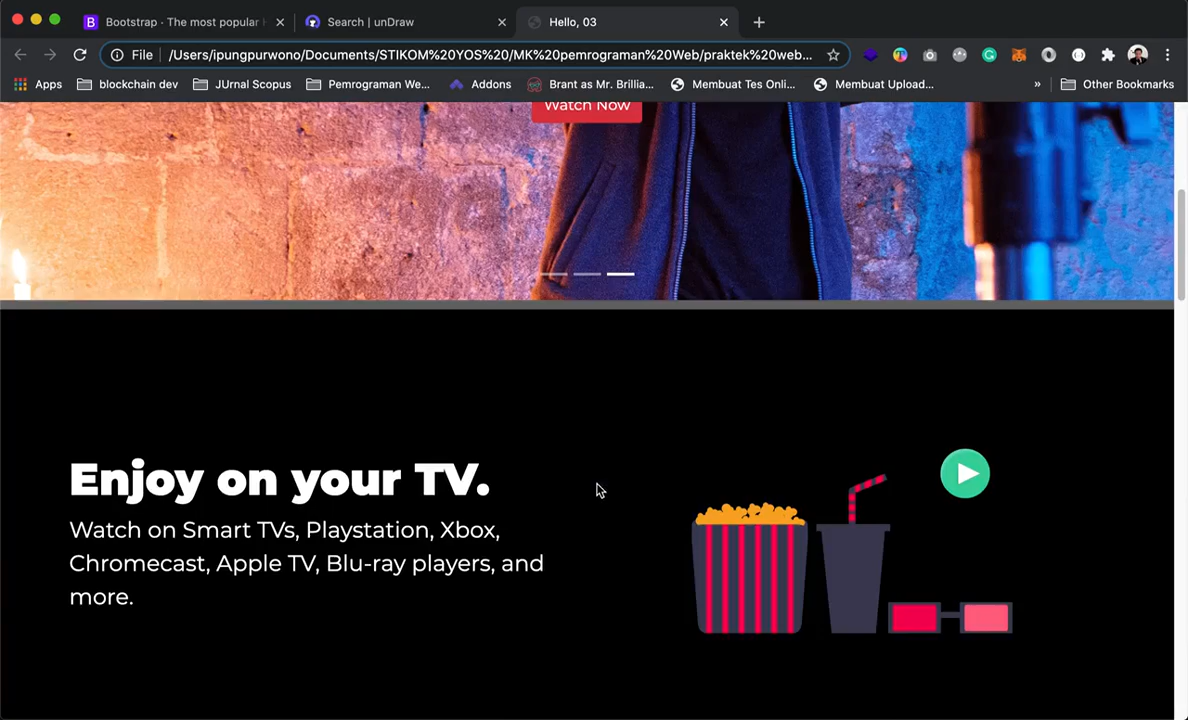 Bootstrap · The most popular
Search | unDraw
Hello, 03
File
/Users/ipungpurwono/Documents/STIKOM%20YOS%20/MK%20pemrograman%20Web/praktek%20web...
Apps
blockchain dev
JUrnal Scopus
Pemrograman We...
Addons
Brant as Mr. Brillia...
Membuat Tes Onli...
Membuat Upload...
»
Other Bookmarks
Watch Now
Enjoy on your TV.
Watch on Smart TVs, Playstation, Xbox,
Chromecast, Apple TV, Blu-ray players, and
more.